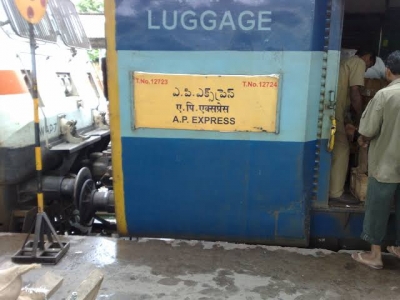 LUGGAGE
T.No. 12723 T.No. 12724
ఎ.పి.ఎక్స్‌ప్రెస్
ए.पी.एक्सप्रेस
A.P. EXPRESS